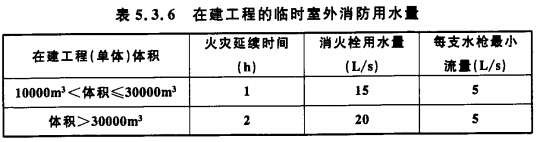 表 5.3.6 在建工程的临时室外消防用水量
在建工程(单体)体积 火灾延续时间(h) 消火栓用水量(L/s) 每支水枪最小流量(L/s)
10000m³＜体积≤30000m³ 1 15 5
体积＞30000m³ 2 20 5